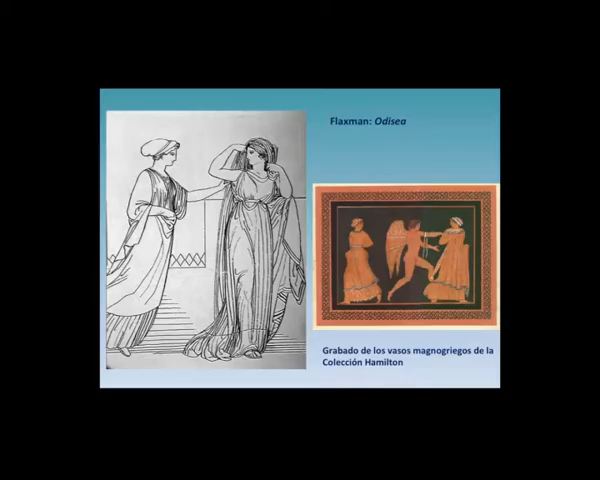 Flaxman: Odisea
Grabado de los vasos magnogriegos de la
Colección Hamilton